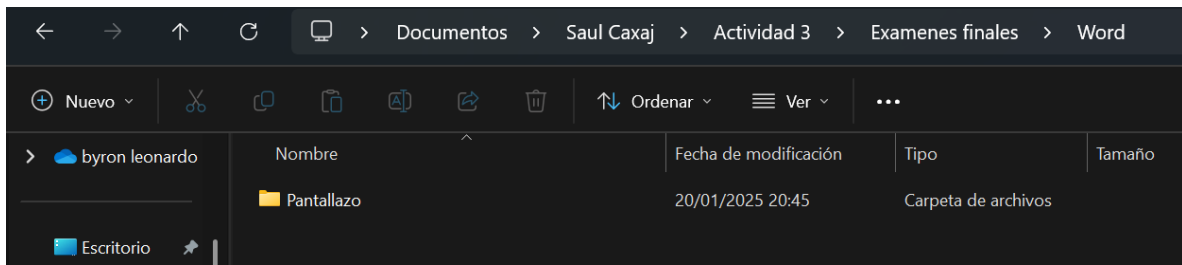 Documentos > Saul Caxaj > Actividad 3 > Examenes finales > Word
Nuevo Ordenar Ver ...
byron leonardo Nombre Fecha de modificación Tipo Tamaño
Pantallazo 20/01/2025 20:45 Carpeta de archivos
Escritorio